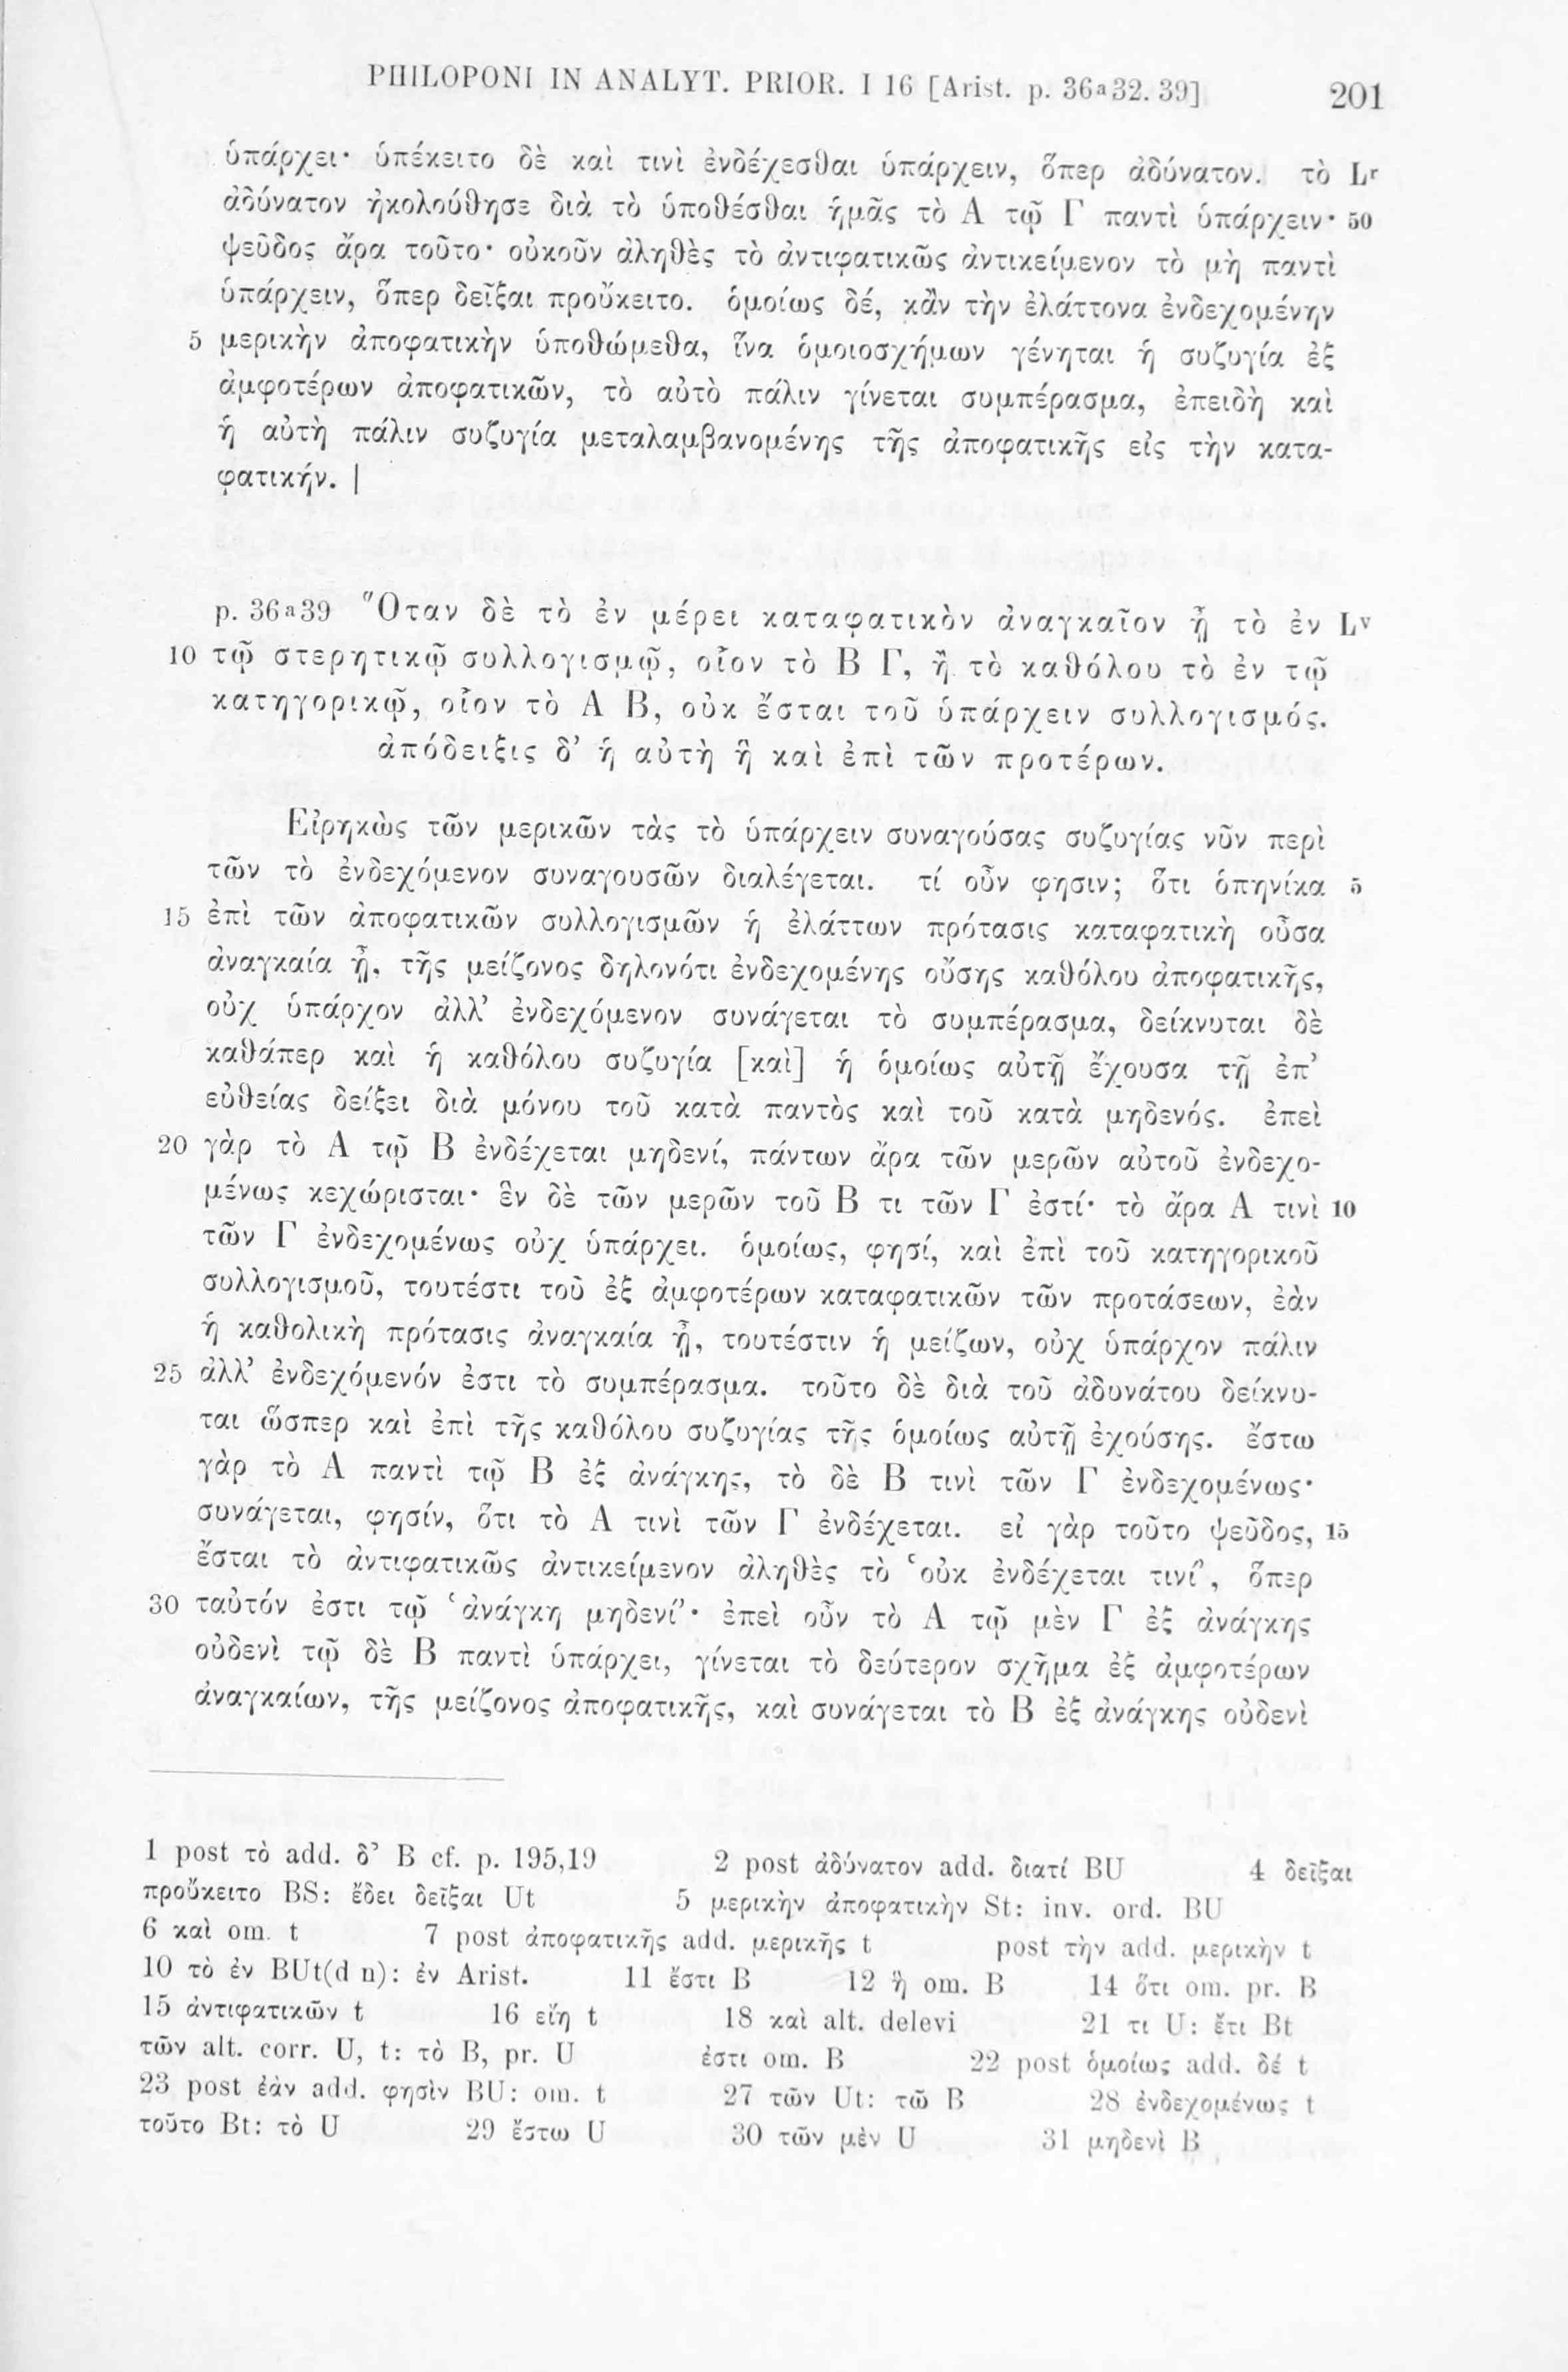 PHILOPONI IN ANALYT. PRIOR. I 16 [Arist. p. 36a32. 39] 201
ὑπάρχει· ὑπέκειτο δὲ καὶ τινὶ ἐνδέχεσθαι ὑπάρχειν, ὅπερ ἀδύνατον. τὸ Lr
ἀδύνατον ἠκολούθησε διὰ τὸ ὑποθέσθαι ἡμᾶς τὸ Α τῷ Γ παντὶ ὑπάρχειν· 50
ψεῦδος ἄρα τοῦτο· οὐκοῦν ἀληθὲς τὸ ἀντιφατικῶς ἀντικείμενον τὸ μὴ παντὶ
ὑπάρχειν, ὅπερ δεῖξαι προὔκειτο. ὁμοίως δέ, κἂν τὴν ἐλάττονα ἐνδεχομένην
5 μερικὴν ἀποφατικὴν ὑποθώμεθα, ἵνα ὁμοιοσχήμων γένηται ἡ συζυγία ἐξ
ἀμφοτέρων ἀποφατικῶν, τὸ αὐτὸ πάλιν γίνεται συμπέρασμα, ἐπειδὴ καὶ
ἡ αὐτὴ πάλιν συζυγία μεταλαμβανομένης τῆς ἀποφατικῆς εἰς τὴν κατα-
φατικήν. |
p. 36a39 Ὅταν δὲ τὸ ἐν μέρει καταφατικὸν ἀναγκαῖον ᾖ τὸ ἐν Lv
10 τῷ στερητικῷ συλλογισμῷ, οἷον τὸ Β Γ, ἢ τὸ καθόλου τὸ ἐν τῷ
κατηγορικῷ, οἷον τὸ Α Β, οὐκ ἔσται τοῦ ὑπάρχειν συλλογισμός.
ἀπόδειξις δ’ ἡ αὐτὴ ἣ καὶ ἐπὶ τῶν προτέρων.
Εἰρηκὼς τῶν μερικῶν τὰς τὸ ὑπάρχειν συναγούσας συζυγίας νῦν περὶ
τῶν τὸ ἐνδεχόμενον συναγουσῶν διαλέγεται. τί οὖν φησιν; ὅτι ὁπηνίκα 5
15 ἐπὶ τῶν ἀποφατικῶν συλλογισμῶν ἡ ἐλάττων πρότασις καταφατικὴ οὖσα
ἀναγκαία ᾖ, τῆς μείζονος δηλονότι ἐνδεχομένης οὔσης καθόλου ἀποφατικῆς,
οὐχ ὑπάρχον ἀλλ’ ἐνδεχόμενον συνάγεται τὸ συμπέρασμα, δείκνυται δὲ
καθάπερ καὶ ἡ καθόλου συζυγία [καὶ] ἡ ὁμοίως αὐτῇ ἔχουσα τῇ ἐπ’
εὐθείας δείξει διὰ μόνου τοῦ κατὰ παντὸς καὶ τοῦ κατὰ μηδενός. ἐπεὶ
20 γὰρ τὸ Α τῷ Β ἐνδέχεται μηδενί, πάντων ἄρα τῶν μερῶν αὐτοῦ ἐνδεχο-
μένως κεχώρισται· ἓν δὲ τῶν μερῶν τοῦ Β τι τῶν Γ ἐστί· τὸ ἄρα Α τινὶ 10
τῶν Γ ἐνδεχομένως οὐχ ὑπάρχει. ὁμοίως, φησί, καὶ ἐπὶ τοῦ κατηγορικοῦ
συλλογισμοῦ, τουτέστι τοῦ ἐξ ἀμφοτέρων καταφατικῶν τῶν προτάσεων, ἐὰν
ἡ καθολικὴ πρότασις ἀναγκαία ᾖ, τουτέστιν ἡ μείζων, οὐχ ὑπάρχον πάλιν
25 ἀλλ’ ἐνδεχόμενόν ἐστι τὸ συμπέρασμα. τοῦτο δὲ διὰ τοῦ ἀδυνάτου δείκνυ-
ται ὥσπερ καὶ ἐπὶ τῆς καθόλου συζυγίας τῆς ὁμοίως αὐτῇ ἐχούσης. ἔστω
γὰρ τὸ Α παντὶ τῷ Β ἐξ ἀνάγκης, τὸ δὲ Β τινὶ τῶν Γ ἐνδεχομένως·
συνάγεται, φησίν, ὅτι τὸ Α τινὶ τῶν Γ ἐνδέχεται. εἰ γὰρ τοῦτο ψεῦδος, 15
ἔσται τὸ ἀντιφατικῶς ἀντικείμενον ἀληθὲς τὸ ‘οὐκ ἐνδέχεται τινί’, ὅπερ
30 ταὐτόν ἐστι τῷ ‘ἀνάγκη μηδενί’· ἐπεὶ οὖν τὸ Α τῷ μὲν Γ ἐξ ἀνάγκης
οὐδενὶ τῷ δὲ Β παντὶ ὑπάρχει, γίνεται τὸ δεύτερον σχῆμα ἐξ ἀμφοτέρων
ἀναγκαίων, τῆς μείζονος ἀποφατικῆς, καὶ συνάγεται τὸ Β ἐξ ἀνάγκης οὐδενὶ
1 post τὸ add. δ’ B cf. p. 195,19 2 post ἀδύνατον add. διατί BU 4 δεῖξαι
προὔκειτο BS: ἔδει δεῖξαι Ut 5 μερικὴν ἀποφατικὴν St: inv. ord. BU
6 καὶ om. t 7 post ἀποφατικῆς add. μερικῆς t post τὴν add. μερικὴν t
10 τὸ ἐν BUt(d n): ἐν Arist. 11 ἔστι B 12 ἣ om. B 14 ὅτι om. pr. B
15 ἀντιφατικῶν t 16 εἴη t 18 καὶ alt. delevi 21 τι U: ἔτι Bt
τῶν alt. corr. U, t: τὸ B, pr. U ἐστι om. B 22 post ὁμοίως add. δέ t
23 post ἐὰν add. φησὶν BU: om. t 27 τῶν Ut: τῶ B 28 ἐνδεχομένως t
τοῦτο Bt: τὸ U 29 ἔστω U 30 τῶν μὲν U 31 μηδενὶ B